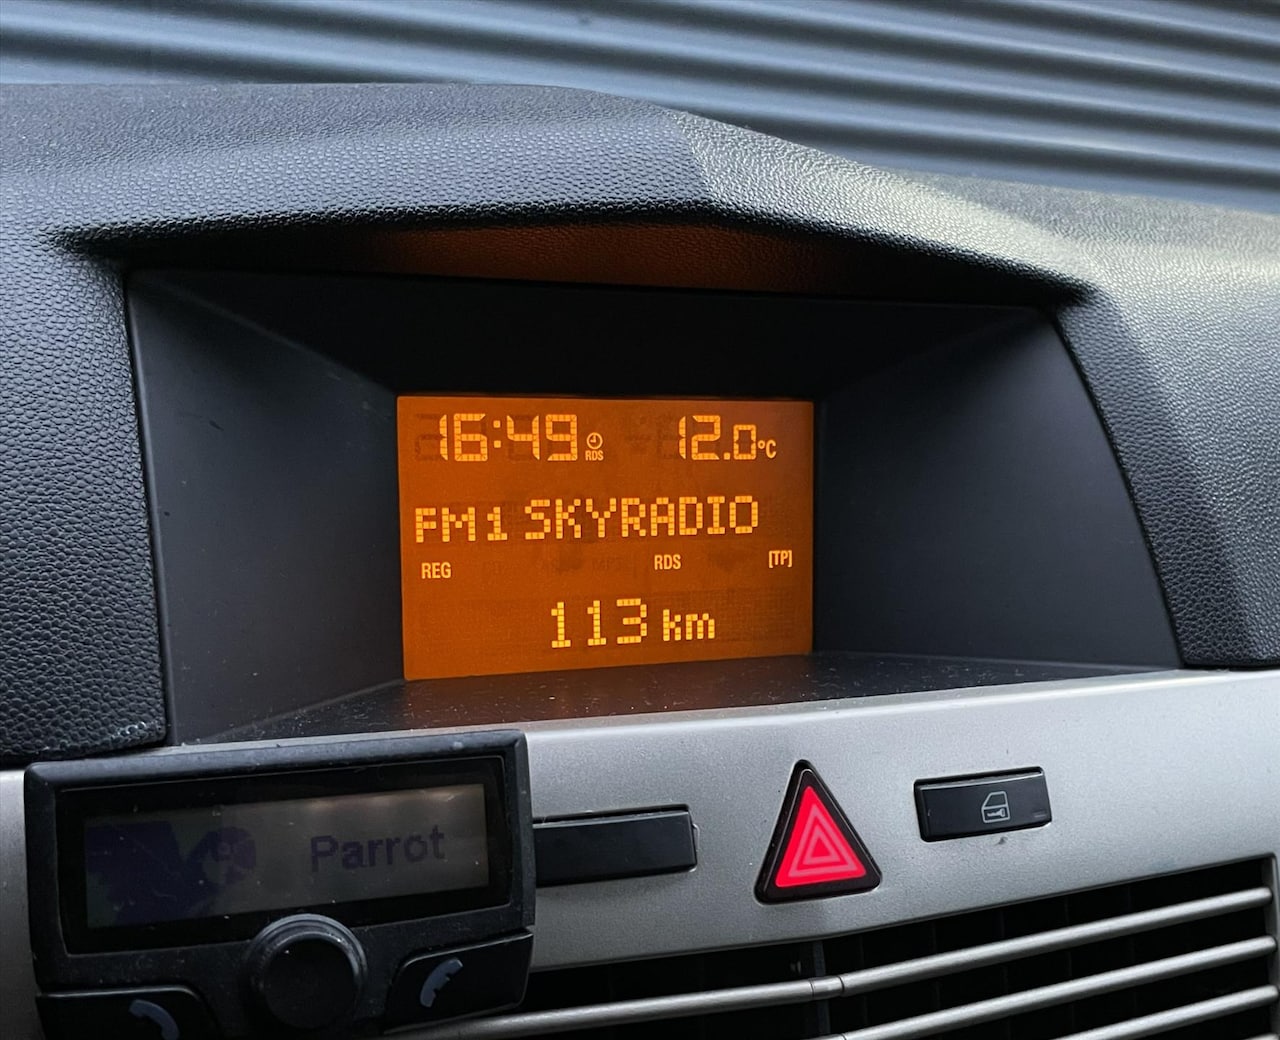 16:49 RDS 12.0°C
FM1 SKYRADIO
REG RDS [TP]
113 km
Parrot